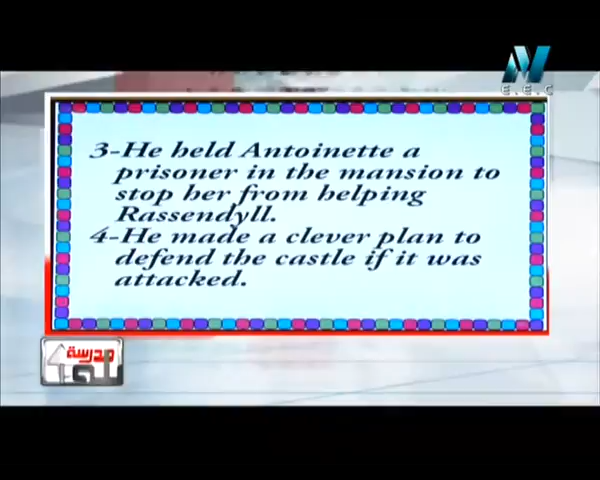 E.E.C
3-He held Antoinette a
prisoner in the mansion to
stop her from helping
Rassendyll.
4-He made a clever plan to
defend the castle if it was
attacked.
مدرسة